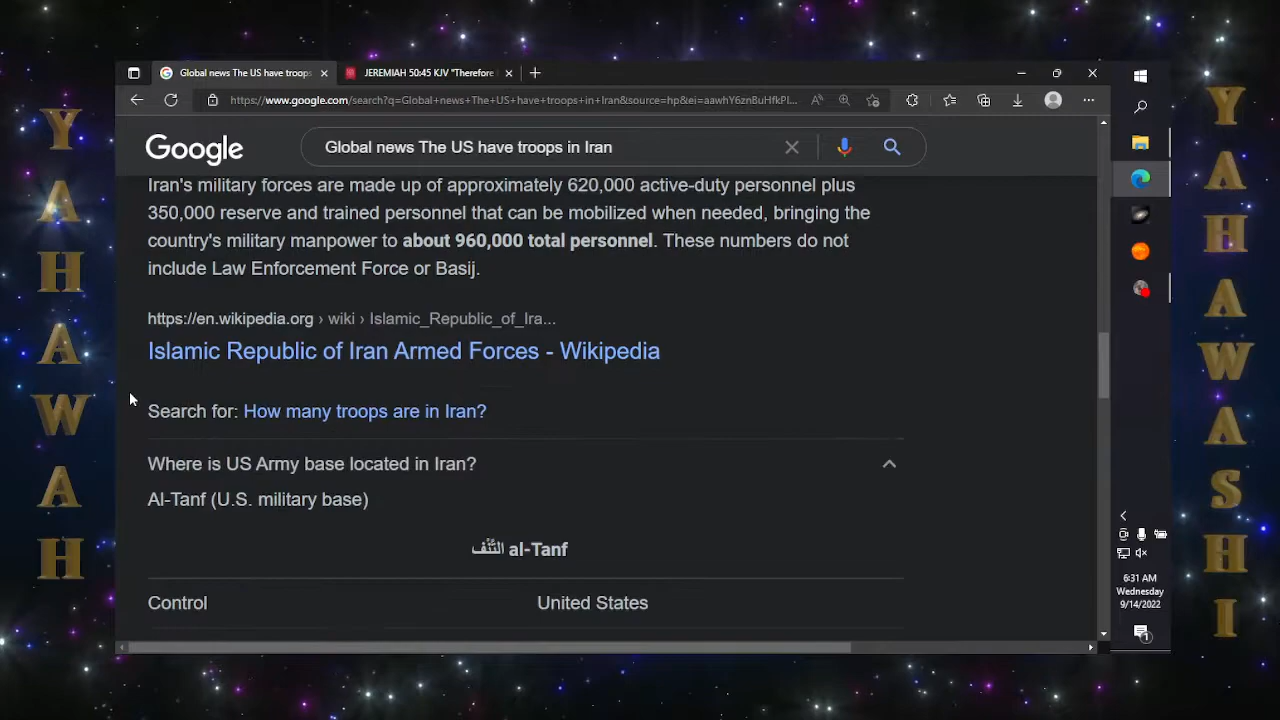 Global news The US have troops
JEREMIAH 50:45 KJV "Therefore
https://www.google.com/search?q=Global+news+The+US+have+troops+in+Iran&source=hp&ei=aawhY6znBuHfkPl...
Google
Global news The US have troops in Iran
Iran's military forces are made up of approximately 620,000 active-duty personnel plus
350,000 reserve and trained personnel that can be mobilized when needed, bringing the
country's military manpower to about 960,000 total personnel. These numbers do not
include Law Enforcement Force or Basij.
https://en.wikipedia.org › wiki › Islamic_Republic_of_Ira...
Islamic Republic of Iran Armed Forces - Wikipedia
Search for: How many troops are in Iran?
Where is US Army base located in Iran?
Al-Tanf (U.S. military base)
التَّنْف al-Tanf
Control United States
6:31 AM
Wednesday
9/14/2022
1
YAHAWAH
YAHAWASHI